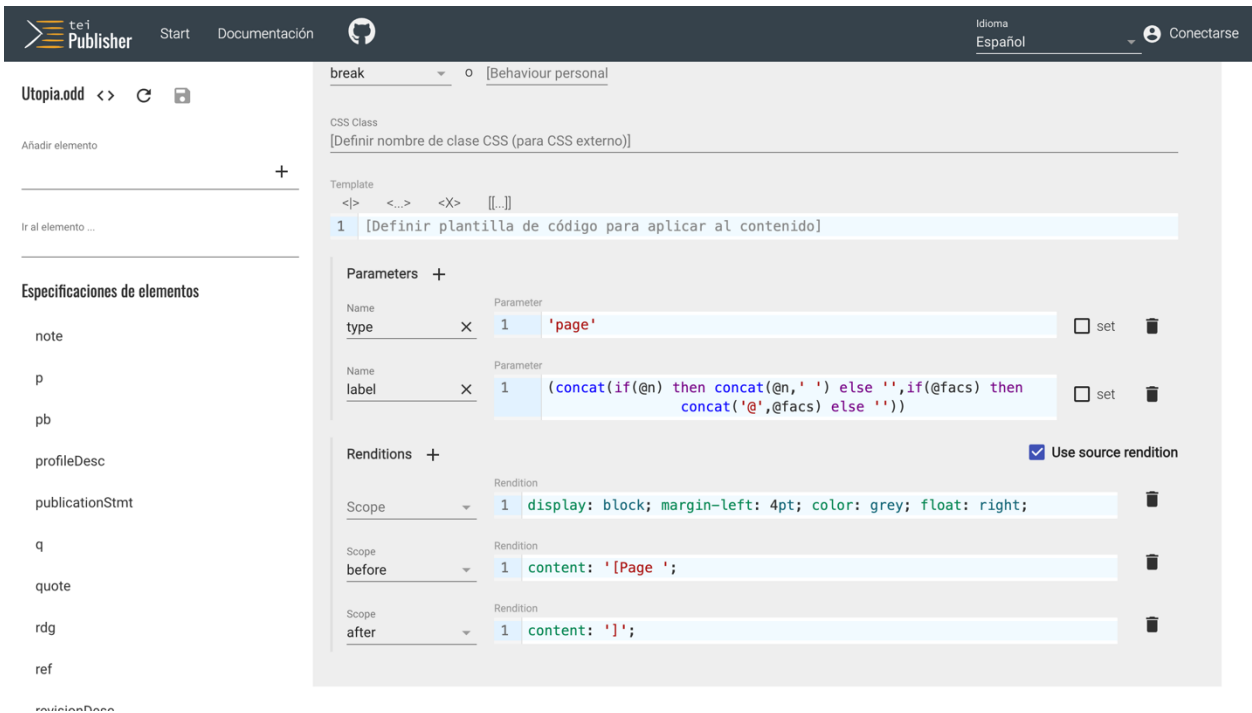 tei
Publisher
Start
Documentación
Idioma
Español
Conectarse
Utopia.odd <>
Añadir elemento
+
Ir al elemento ...
Especificaciones de elementos
note
p
pb
profileDesc
publicationStmt
q
quote
rdg
ref
revisionDesc
break o [Behaviour personal
CSS Class
[Definir nombre de clase CSS (para CSS externo)]
Template
<|> <...> <X> [[...]]
1 [Definir plantilla de código para aplicar al contenido]
Parameters +
Name Parameter
type 1 'page' set
Name Parameter
label 1 (concat(if(@n) then concat(@n,' ') else '',if(@facs) then
concat('@',@facs) else '')) set
Renditions + Use source rendition
Rendition
Scope 1 display: block; margin-left: 4pt; color: grey; float: right;
Scope Rendition
before 1 content: '[Page ';
Scope Rendition
after 1 content: ']';